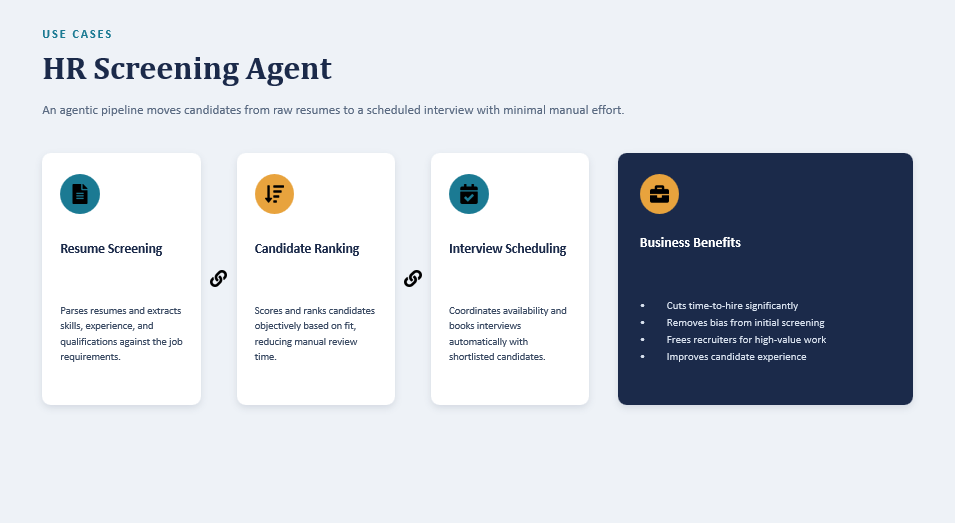 USE CASES
HR Screening Agent
An agentic pipeline moves candidates from raw resumes to a scheduled interview with minimal manual effort.
Resume Screening
Parses resumes and extracts
skills, experience, and
qualifications against the job
requirements.
Candidate Ranking
Scores and ranks candidates
objectively based on fit,
reducing manual review
time.
Interview Scheduling
Coordinates availability and
books interviews
automatically with
shortlisted candidates.
Business Benefits
• Cuts time-to-hire significantly
• Removes bias from initial screening
• Frees recruiters for high-value work
• Improves candidate experience